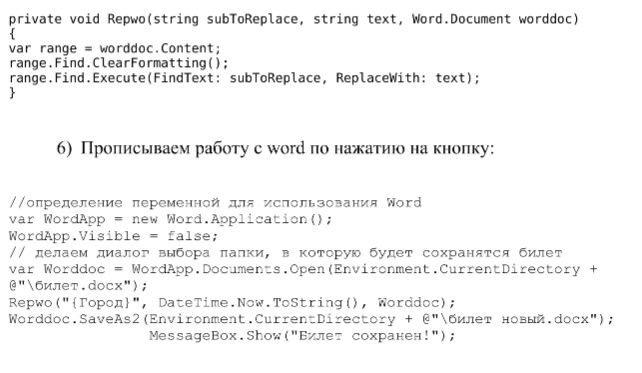 private void Repwo(string subToReplace, string text, Word.Document worddoc)
{
var range = worddoc.Content;
range.Find.ClearFormatting();
range.Find.Execute(FindText: subToReplace, ReplaceWith: text);
}
6) Прописываем работу с word по нажатию на кнопку:
//определение переменной для использования Word
var WordApp = new Word.Application();
WordApp.Visible = false;
// делаем диалог выбора папки, в которую будет сохранятся билет
var Worddoc = WordApp.Documents.Open(Environment.CurrentDirectory +
@"\билет.docx");
Repwo("{Город}", DateTime.Now.ToString(), Worddoc);
Worddoc.SaveAs2(Environment.CurrentDirectory + @"\билет новый.docx");
MessageBox.Show("Билет сохранен!");